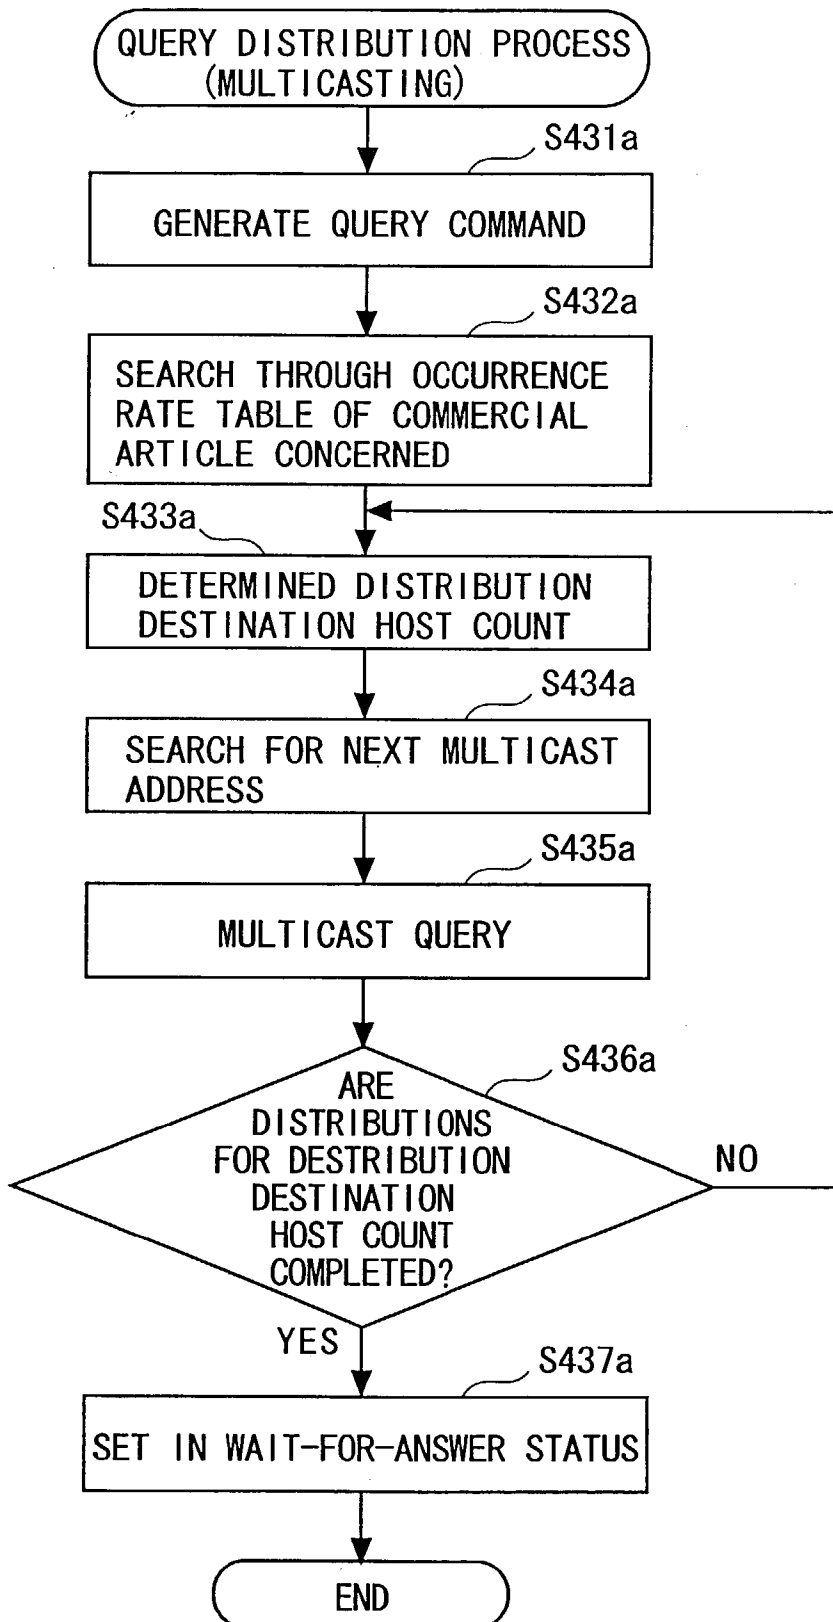 QUERY DISTRIBUTION PROCESS
(MULTICASTING)
S431a
GENERATE QUERY COMMAND
S432a
SEARCH THROUGH OCCURRENCE
RATE TABLE OF COMMERCIAL
ARTICLE CONCERNED
S433a
DETERMINED DISTRIBUTION
DESTINATION HOST COUNT
S434a
SEARCH FOR NEXT MULTICAST
ADDRESS
S435a
MULTICAST QUERY
S436a
ARE
DISTRIBUTIONS
FOR DESTRIBUTION
DESTINATION
HOST COUNT
COMPLETED?
NO
YES
S437a
SET IN WAIT-FOR-ANSWER STATUS
END